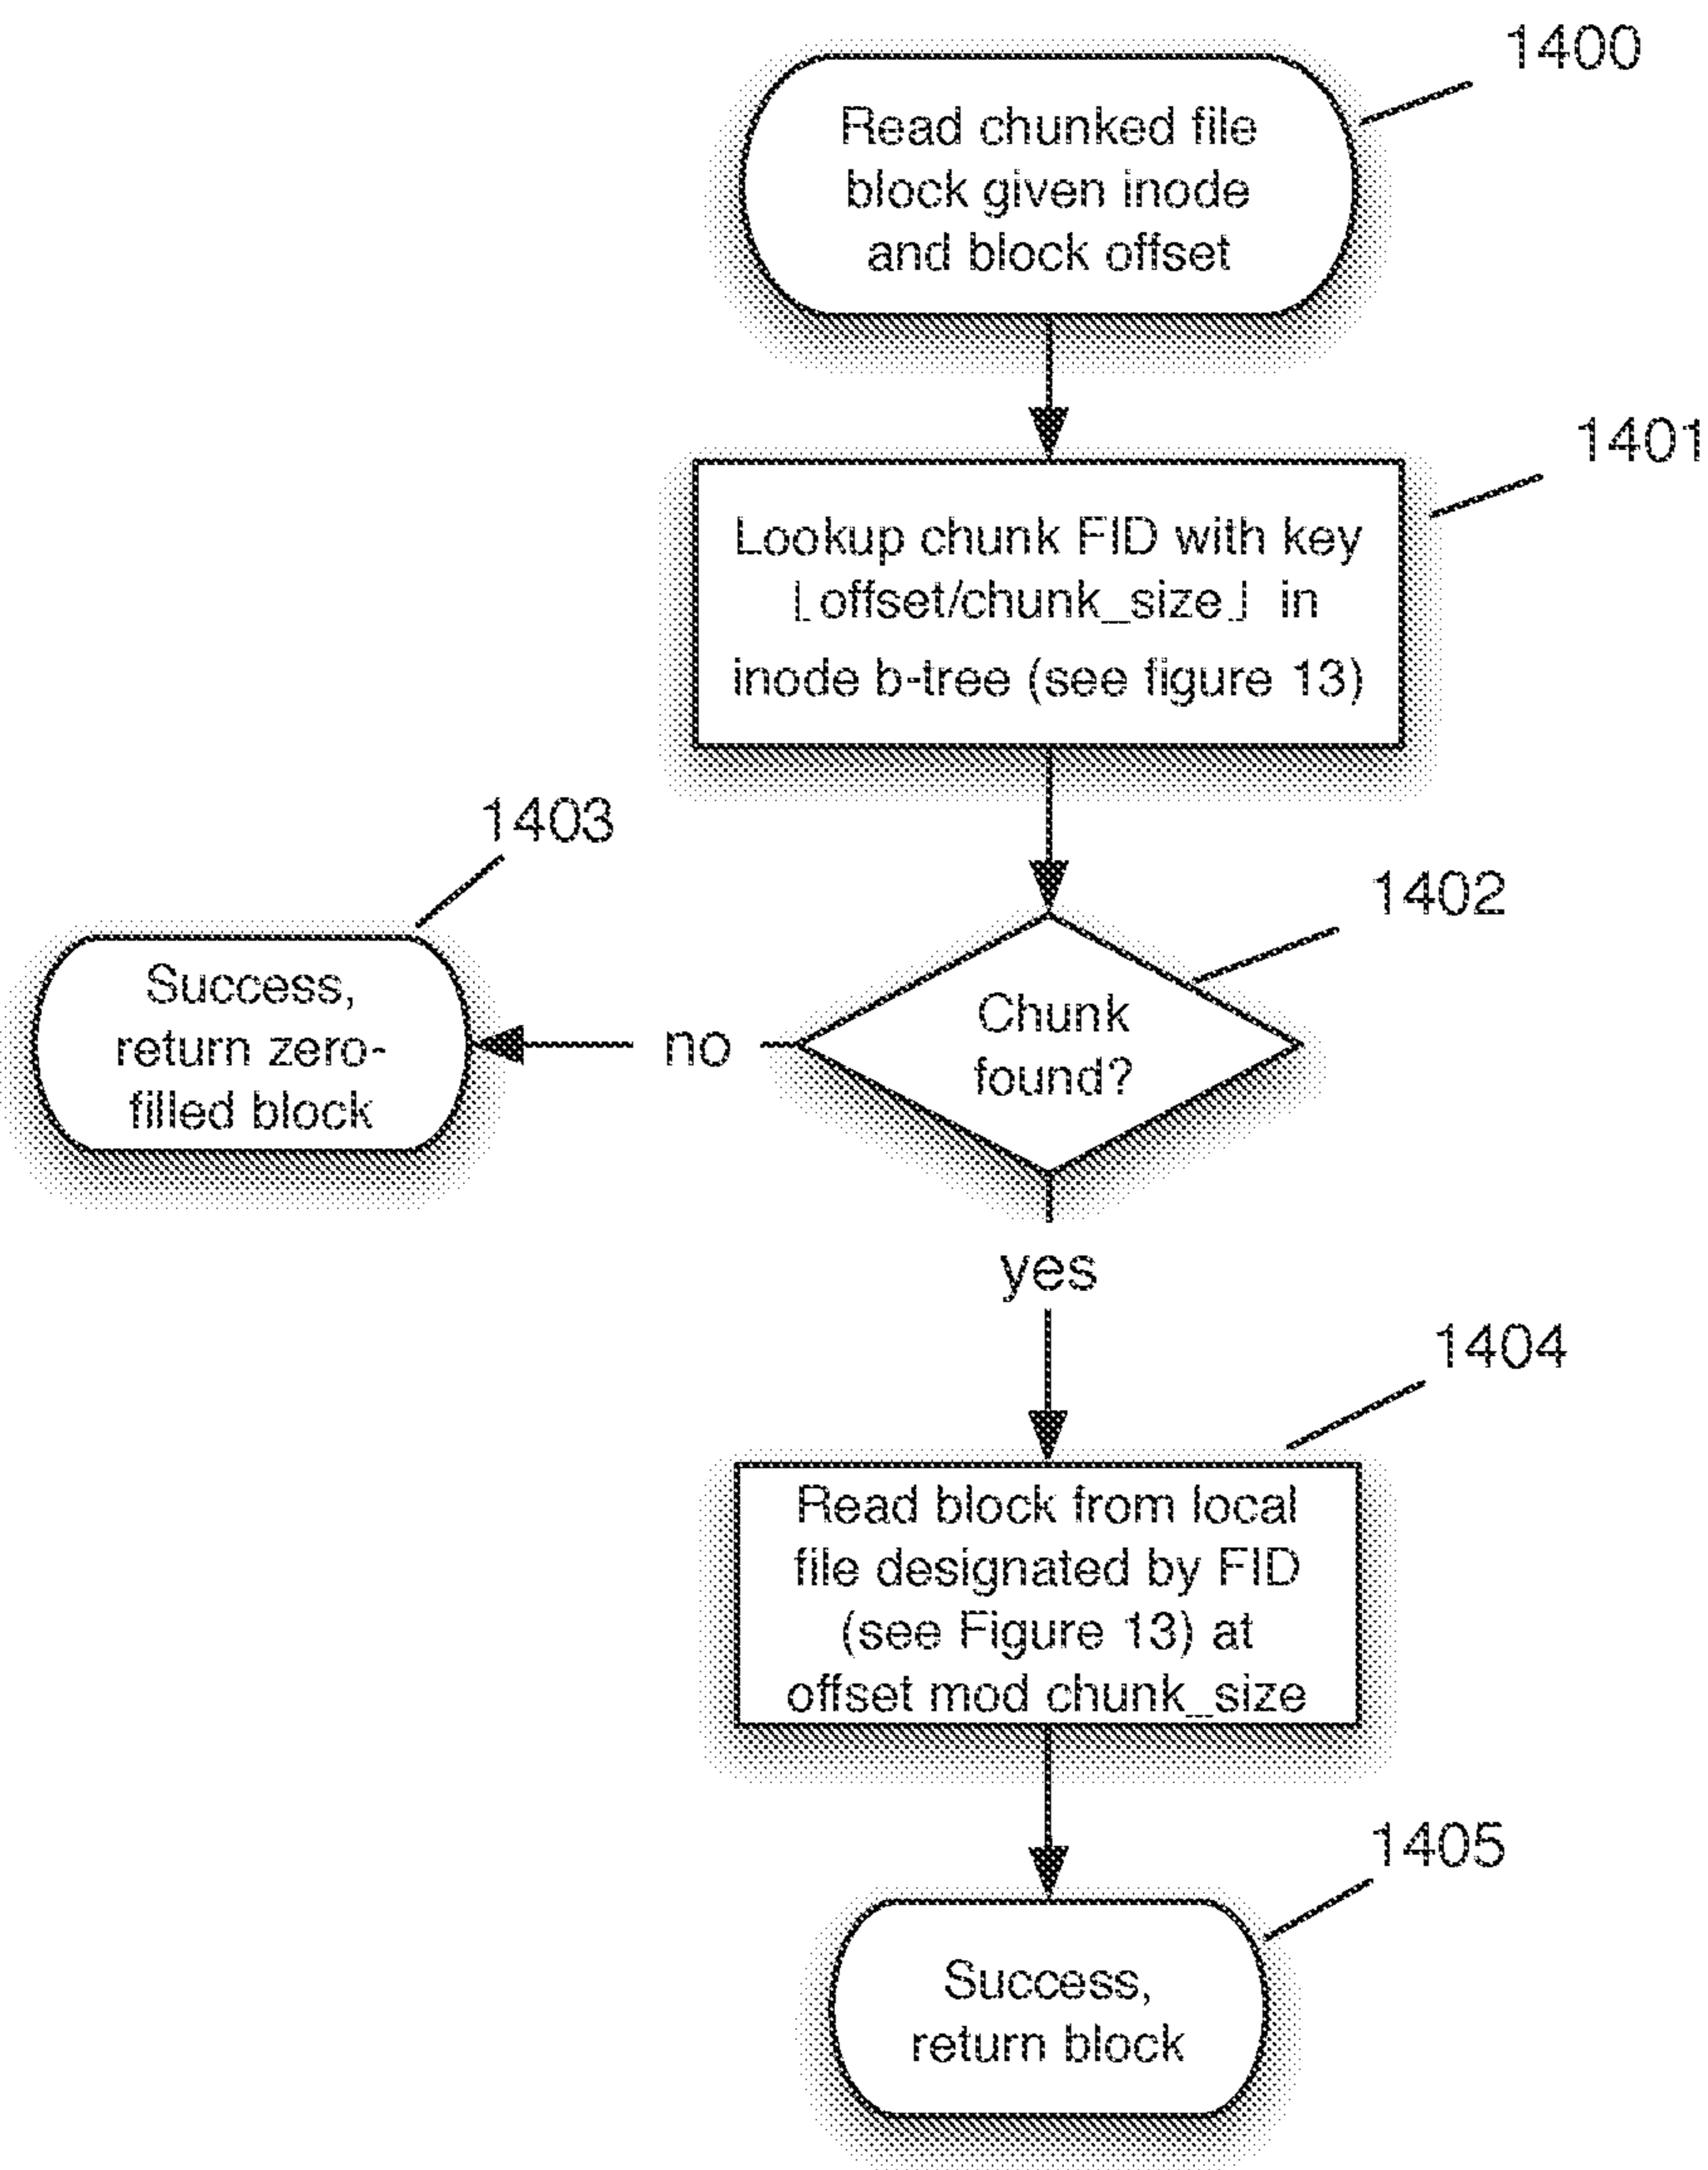 1400
Read chunked file
block given inode
and block offset
1401
Lookup chunk FID with key
⌊offset/chunk_size⌋ in
inode b-tree (see figure 13)
1403
1402
Success,
return zero-
filled block
no
Chunk
found?
yes
1404
Read block from local
file designated by FID
(see Figure 13) at
offset mod chunk_size
1405
Success,
return block